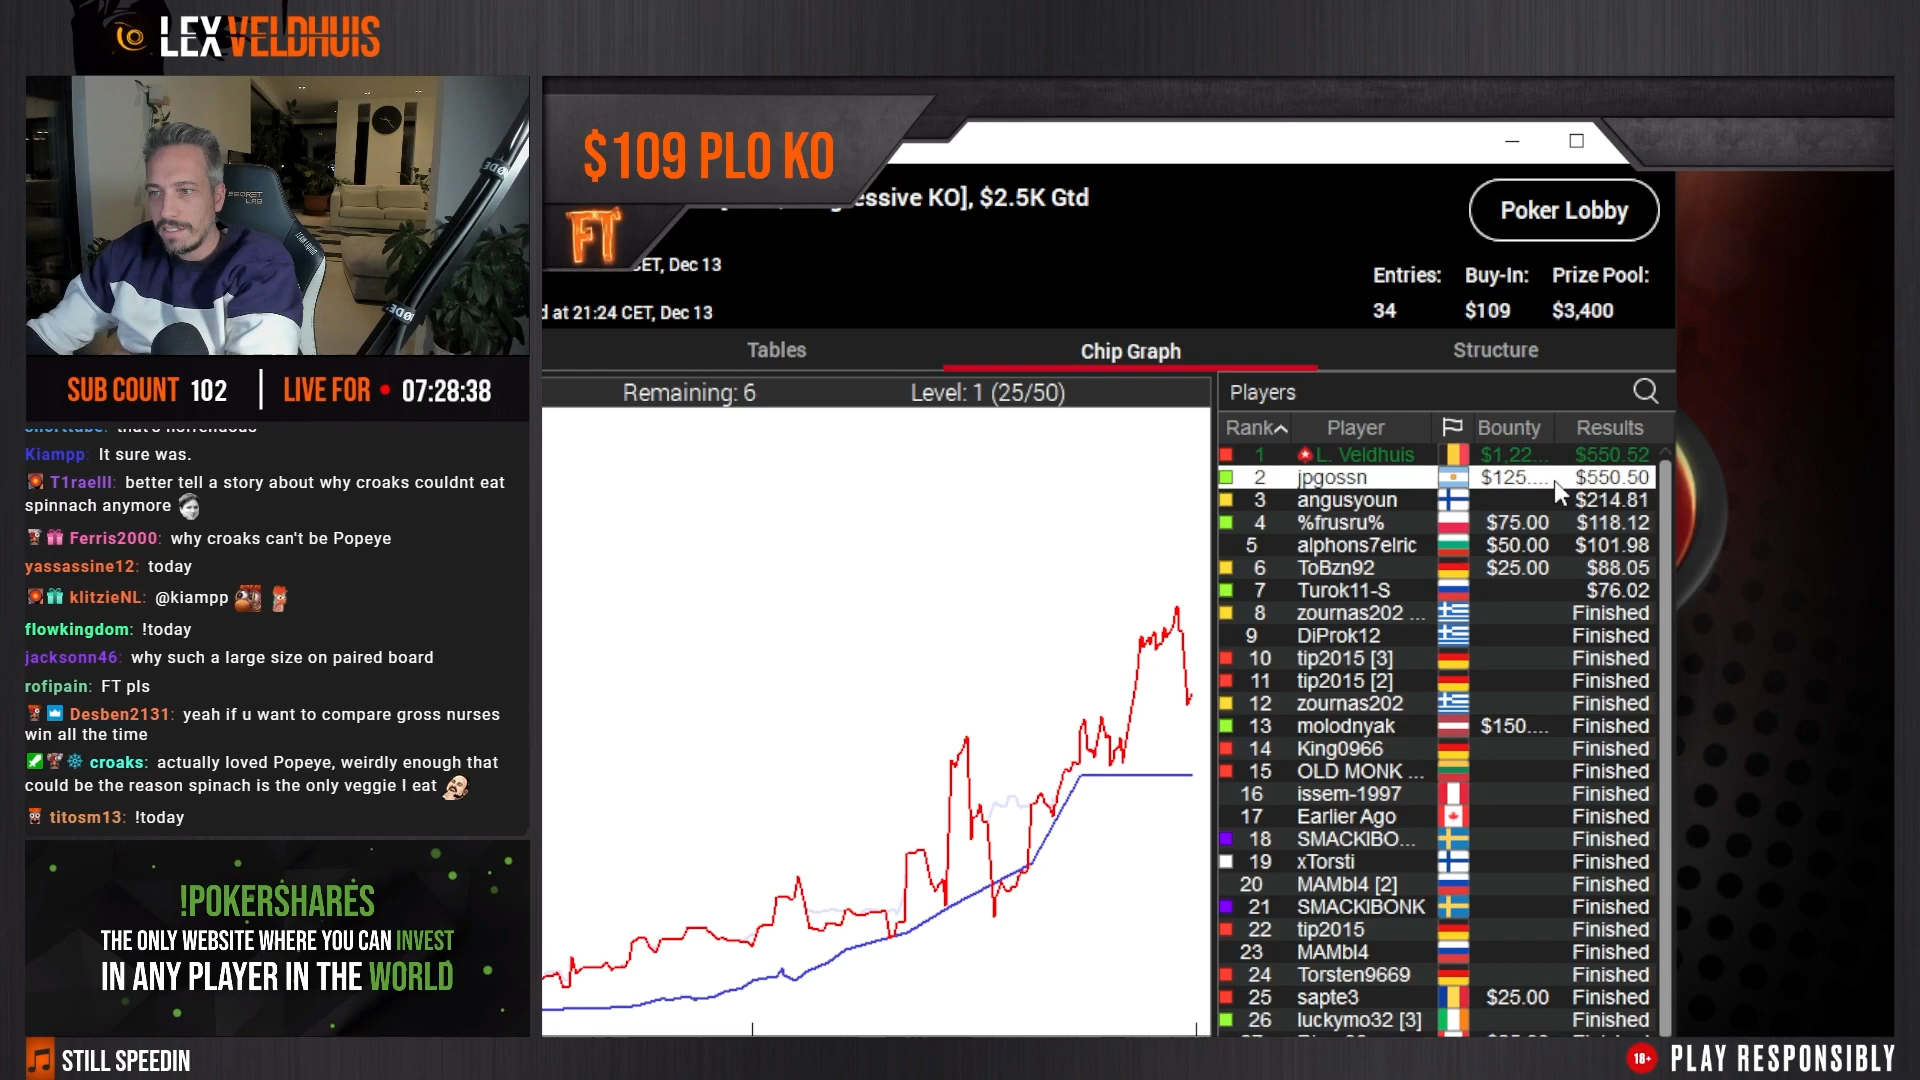 LEX VELDHUIS
SUB COUNT 102 | LIVE FOR • 07:28:38
Kiampp: It sure was.
T1raelll: better tell a story about why croaks couldnt eat
spinnach anymore
Ferris2000: why croaks can't be Popeye
yassassine12: today
klitzieNL: @kiampp
flowkingdom: !today
jacksonn46: why such a large size on paired board
rofipain: FT pls
Desben2131: yeah if u want to compare gross nurses
win all the time
croaks: actually loved Popeye, weirdly enough that
could be the reason spinach is the only veggie I eat
titosm13: !today
!POKERSHARES
THE ONLY WEBSITE WHERE YOU CAN INVEST
IN ANY PLAYER IN THE WORLD
STILL SPEEDIN
$109 PLO KO
FT
essive KO], $2.5K Gtd
Poker Lobby
CET, Dec 13
d at 21:24 CET, Dec 13
Entries: Buy-In: Prize Pool:
34 $109 $3,400
Tables Chip Graph Structure
Remaining: 6 Level: 1 (25/50)
Players
Rank Player Bounty Results
1 L. Veldhuis $1,22... $550.52
2 jpgossn $125.... $550.50
3 angusyoun $214.81
4 %frusru% $75.00 $118.12
5 alphons7elric $50.00 $101.98
6 ToBzn92 $25.00 $88.05
7 Turok11-S $76.02
8 zournas202 ... Finished
9 DiProk12 Finished
10 tip2015 [3] Finished
11 tip2015 [2] Finished
12 zournas202 Finished
13 molodnyak $150.... Finished
14 King0966 Finished
15 OLD MONK ... Finished
16 issem-1997 Finished
17 Earlier Ago Finished
18 SMACKIBO... Finished
19 xTorsti Finished
20 MAMbl4 [2] Finished
21 SMACKIBONK Finished
22 tip2015 Finished
23 MAMbl4 Finished
24 Torsten9669 Finished
25 sapte3 $25.00 Finished
26 luckymo32 [3] Finished
18+ PLAY RESPONSIBLY